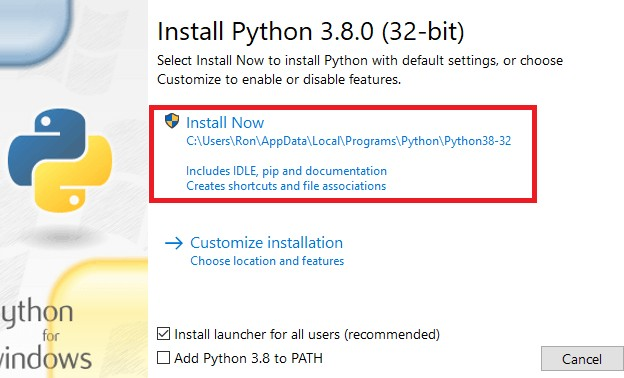 Install Python 3.8.0 (32-bit)
Select Install Now to install Python with default settings, or choose
Customize to enable or disable features.
Install Now
C:\Users\Ron\AppData\Local\Programs\Python\Python38-32
Includes IDLE, pip and documentation
Creates shortcuts and file associations
Customize installation
Choose location and features
ython
for
windows
Install launcher for all users (recommended)
Add Python 3.8 to PATH
Cancel